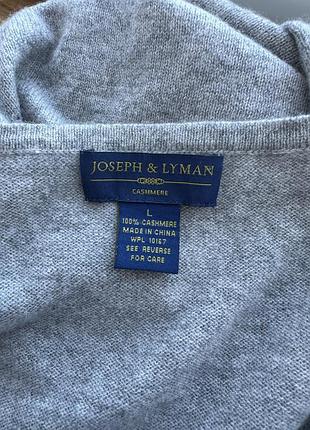 JOSEPH & LYMAN
CASHMERE
L
100% CASHMERE
MADE IN CHINA
WPL 10167
SEE REVERSE
FOR CARE